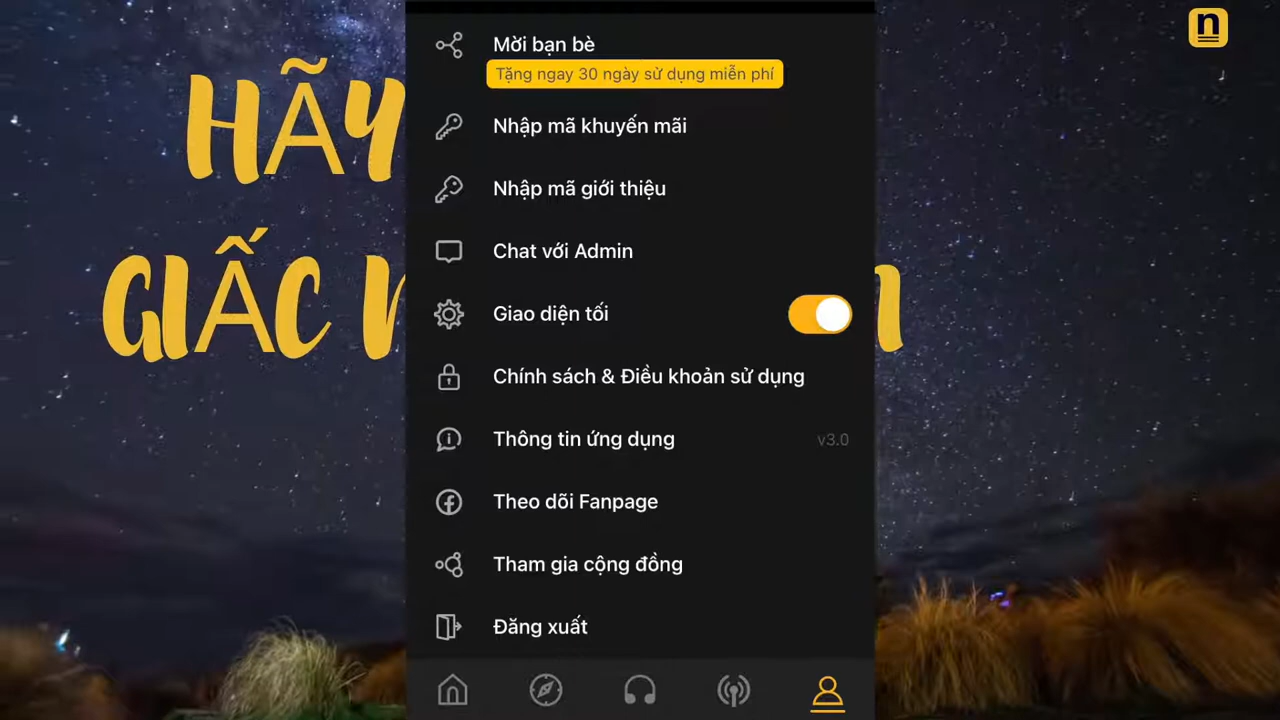 n
HÃY
GIẤC
Mời bạn bè
Tặng ngay 30 ngày sử dụng miễn phí
Nhập mã khuyến mãi
Nhập mã giới thiệu
Chat với Admin
Giao diện tối
Chính sách & Điều khoản sử dụng
Thông tin ứng dụng v3.0
Theo dõi Fanpage
Tham gia cộng đồng
Đăng xuất